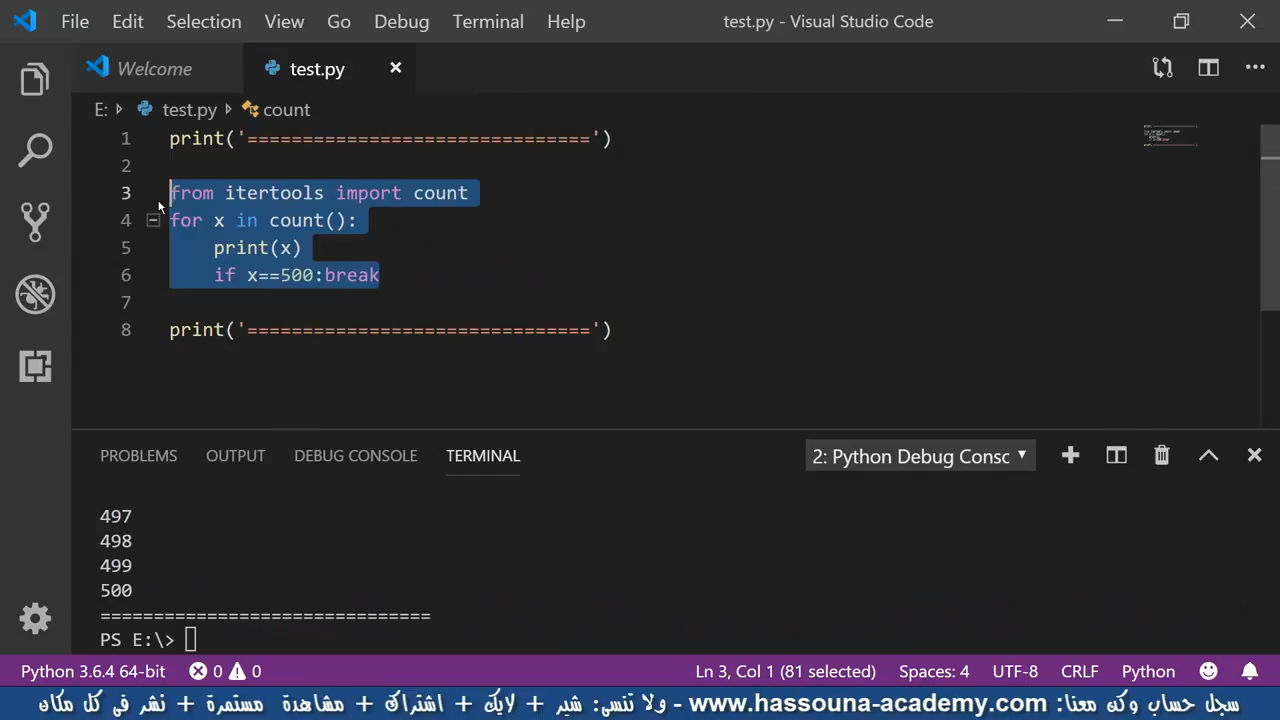 File Edit Selection View Go Debug Terminal Help test.py - Visual Studio Code
Welcome test.py
E: test.py count
1 print('===============================')
2
3 from itertools import count
4 for x in count():
5 print(x)
6 if x==500:break
7
8 print('===============================')
PROBLEMS OUTPUT DEBUG CONSOLE TERMINAL 2: Python Debug Consc
497
498
499
500
==============================
PS E:\>
Python 3.6.4 64-bit 0 0 Ln 3, Col 1 (81 selected) Spaces: 4 UTF-8 CRLF Python
سجل حساب وكن معنا: www.hassouna-academy.com - ولا تنسى: شير + لايك + اشتراك + مشاهدة مستمرة + نشر في كل مكان